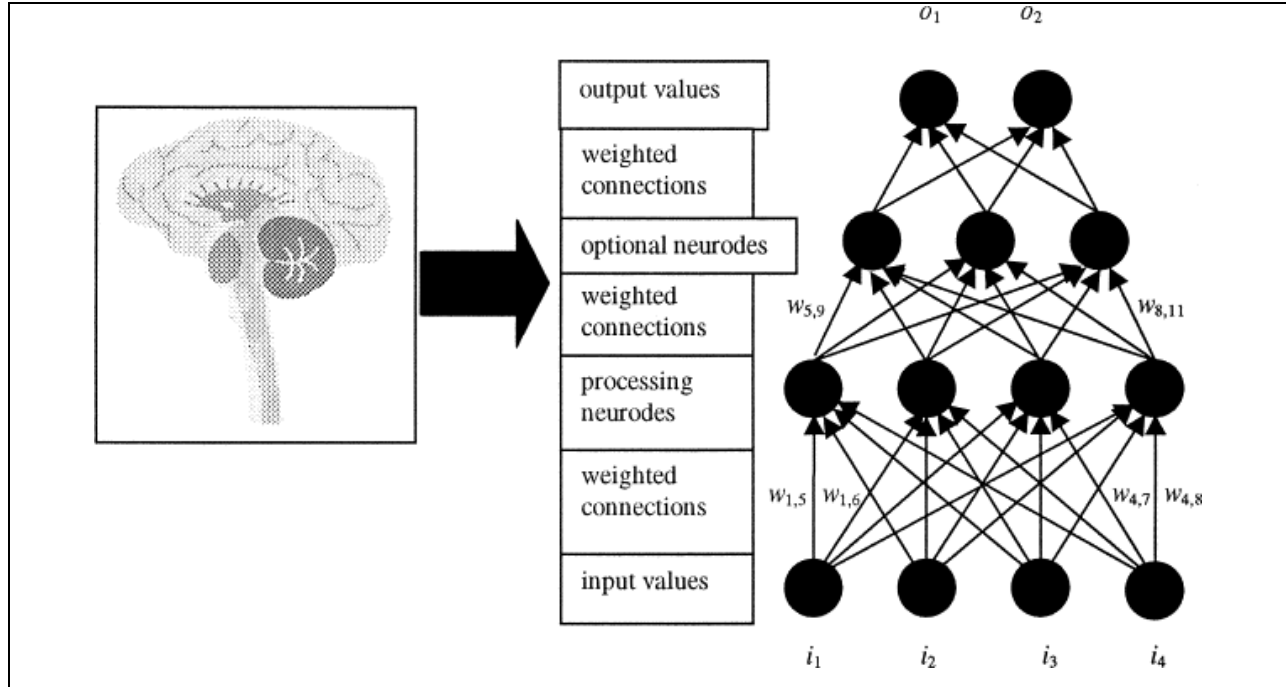 o1 o2
output values
weighted
connections
optional neurodes
weighted
connections
w5,9 w8,11
processing
neurodes
weighted
connections
w1,5 w1,6 w4,7 w4,8
input values
i1 i2 i3 i4